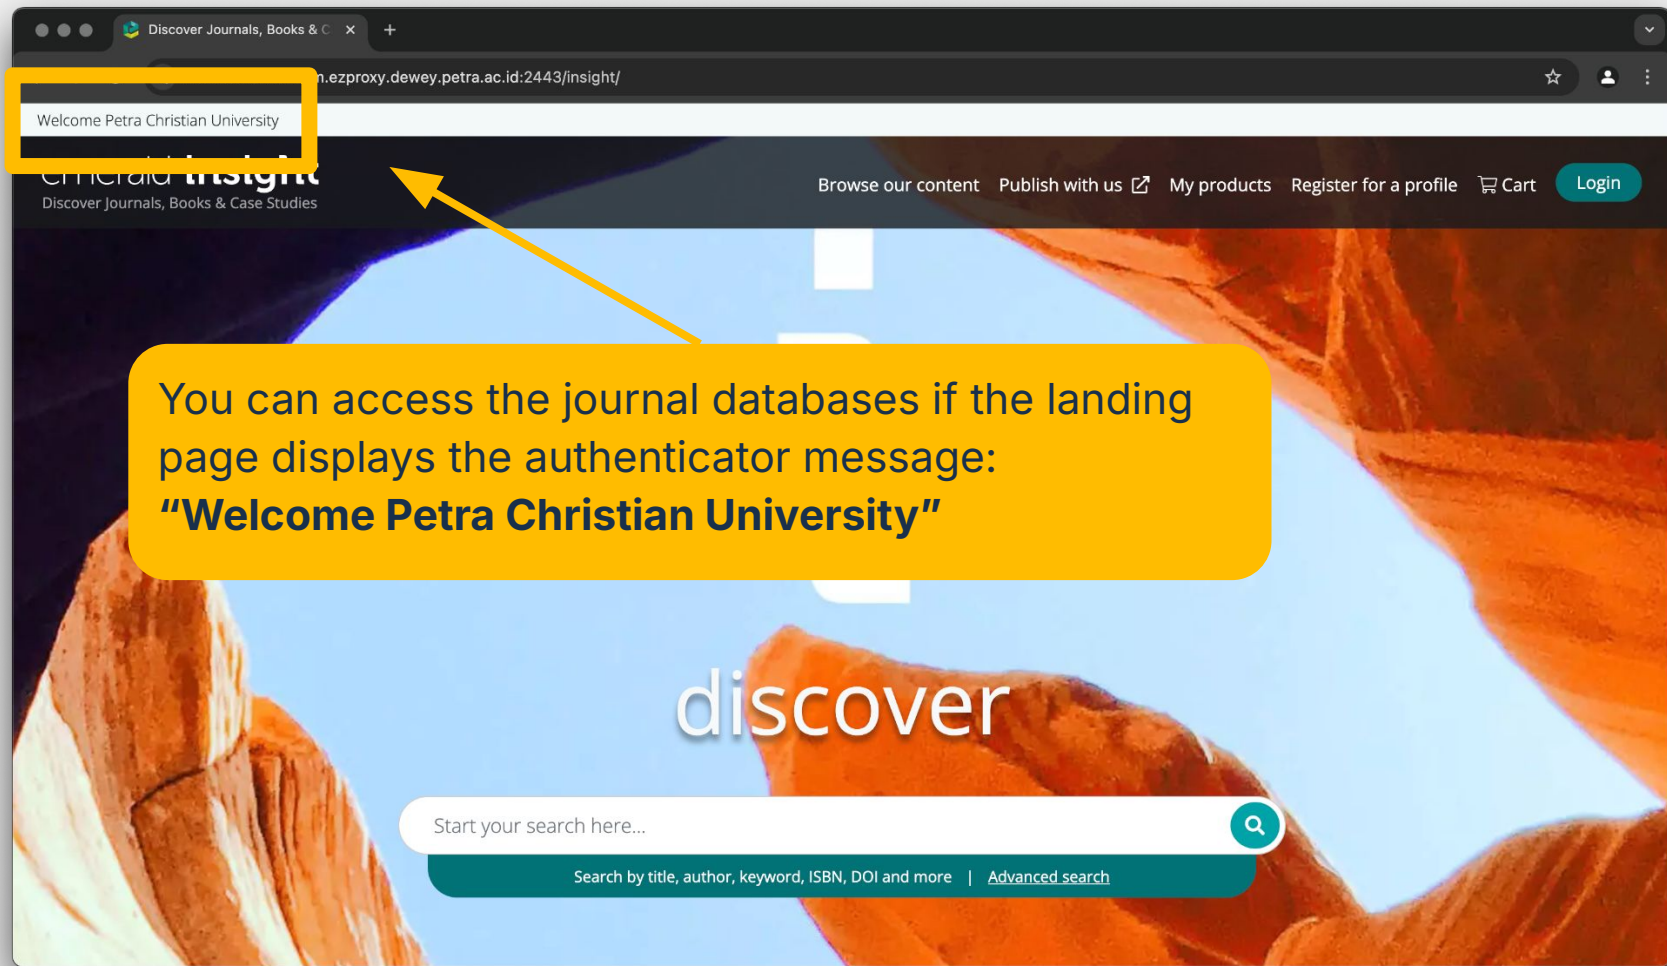 Discover Journals, Books & C
n.ezproxy.dewey.petra.ac.id:2443/insight/
Welcome Petra Christian University
emerald insight
Discover Journals, Books & Case Studies
Browse our content Publish with us My products Register for a profile Cart Login
You can access the journal databases if the landing
page displays the authenticator message:
“Welcome Petra Christian University”
discover
Start your search here...
Search by title, author, keyword, ISBN, DOI and more | Advanced search